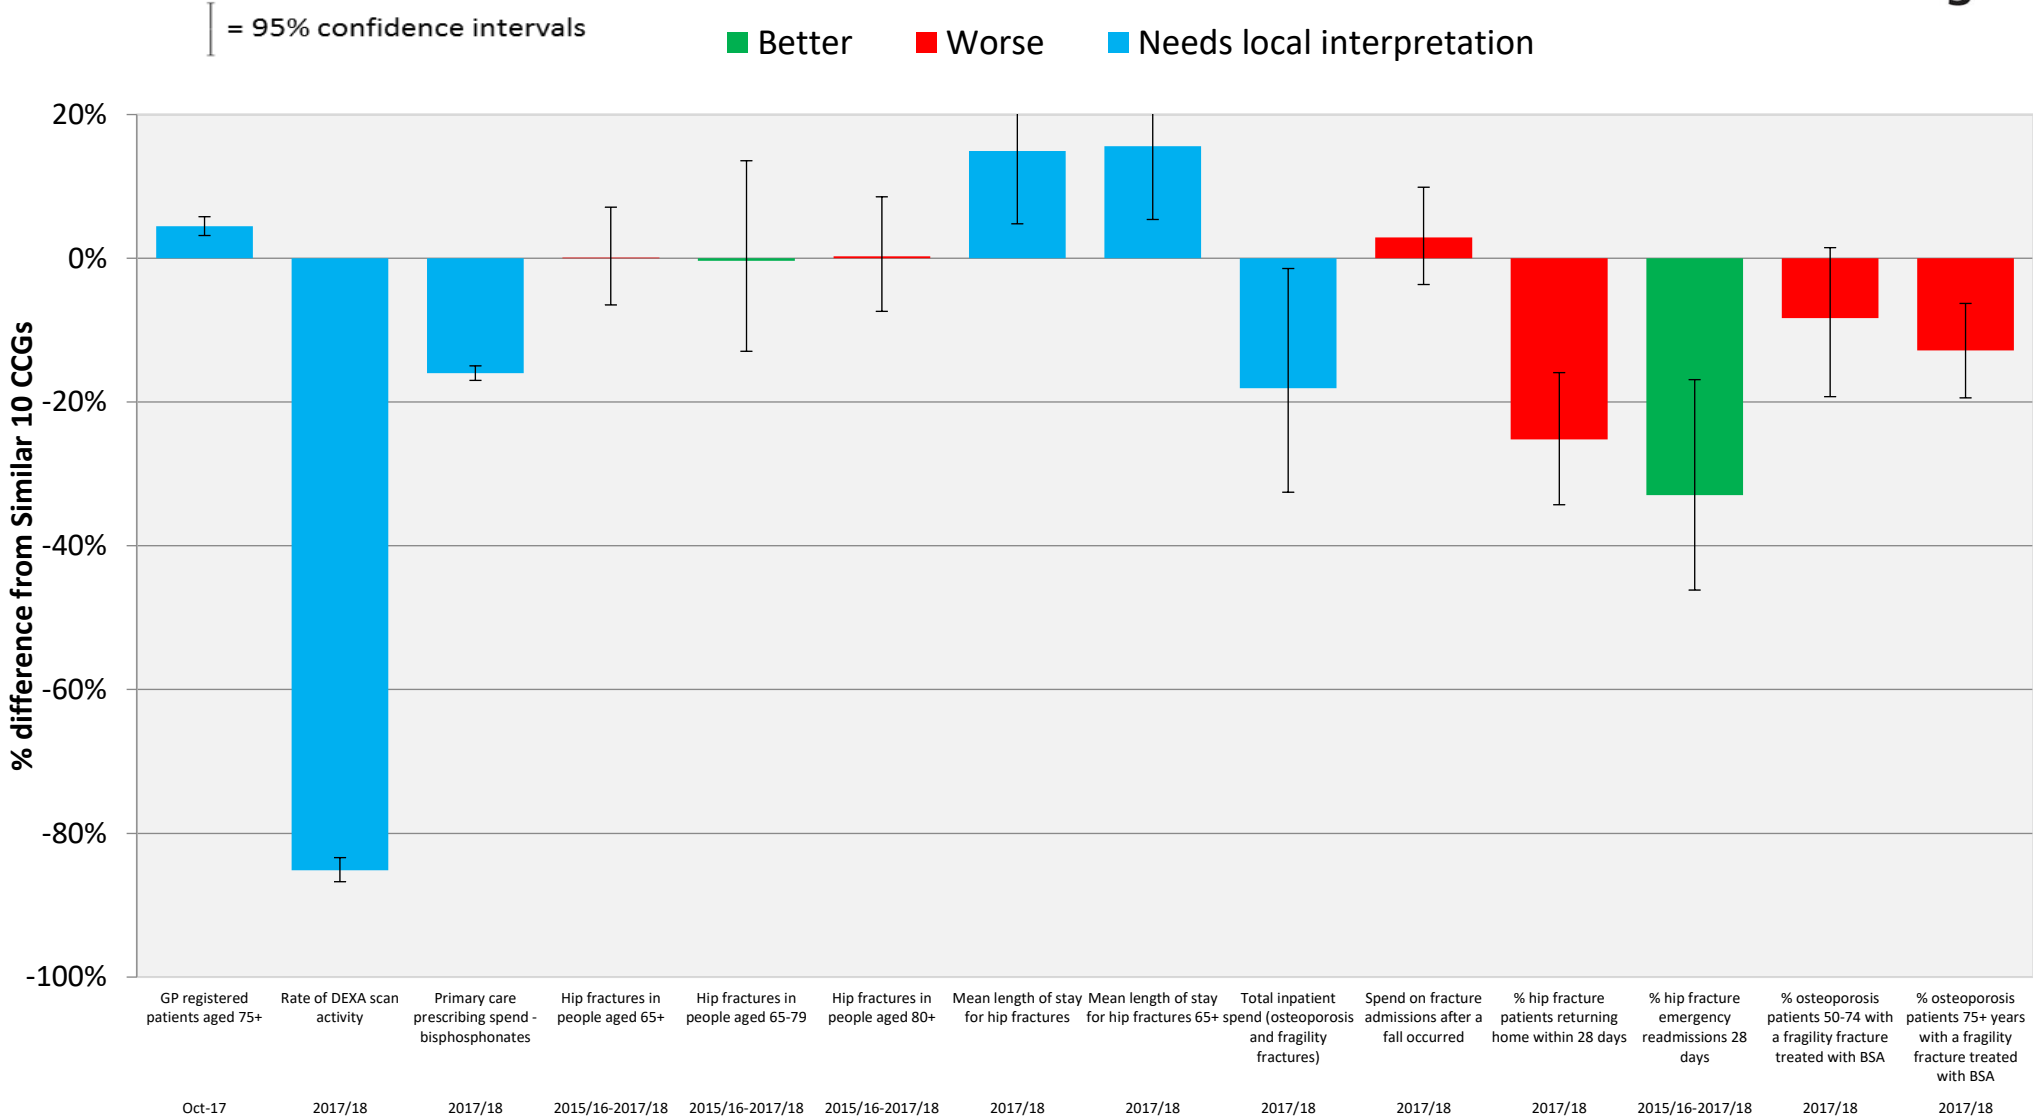 = 95% confidence intervals
Better
Worse
Needs local interpretation
% difference from Similar 10 CCGs
20%
0%
-20%
-40%
-60%
-80%
-100%
GP registered
patients aged 75+
Oct-17
Rate of DEXA scan
activity
2017/18
Primary care
prescribing spend -
bisphosphonates
2017/18
Hip fractures in
people aged 65+
2015/16-2017/18
Hip fractures in
people aged 65-79
2015/16-2017/18
Hip fractures in
people aged 80+
2015/16-2017/18
Mean length of stay
for hip fractures
2017/18
Mean length of stay
for hip fractures 65+
2017/18
Total inpatient
spend (osteoporosis
and fragility
fractures)
2017/18
Spend on fracture
admissions after a
fall occurred
2017/18
% hip fracture
patients returning
home within 28 days
2017/18
% hip fracture
emergency
readmissions 28
days
2015/16-2017/18
% osteoporosis
patients 50-74 with
a fragility fracture
treated with BSA
2017/18
% osteoporosis
patients 75+ years
with a fragility
fracture treated
with BSA
2017/18